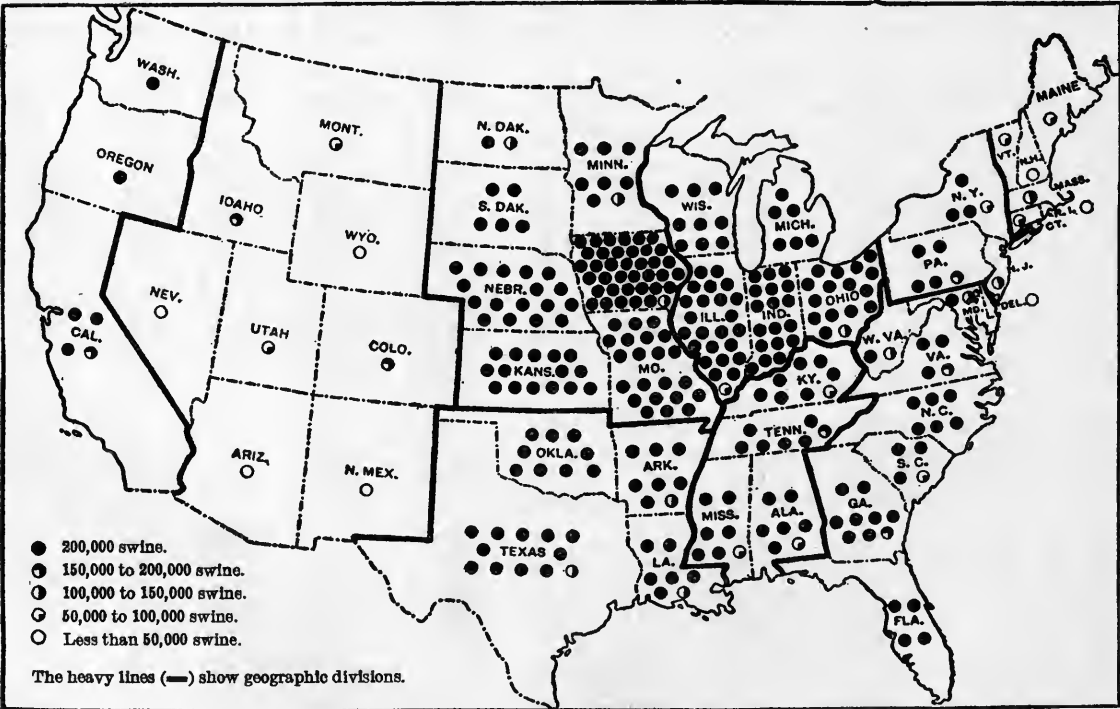 WASH.
MONT.
N. DAK.
MINN.
MAINE
OREGON
IDAHO
S. DAK.
WIS.
MICH.
VT.
N.H.
MASS.
N.Y.
R. I.
CT.
WYO.
NEBR.
PA.
N. J.
NEV.
UTAH
COLO.
ILL.
IND.
OHIO
MD.
DEL.
CAL.
KANS.
MO.
W. VA.
VA.
KY.
N.C.
TENN.
ARIZ.
N. MEX.
OKLA.
ARK.
S. C.
MISS.
ALA.
GA.
TEXAS
LA.
FLA.
200,000 swine.
150,000 to 200,000 swine.
100,000 to 150,000 swine.
50,000 to 100,000 swine.
Less than 50,000 swine.
The heavy lines (—) show geographic divisions.